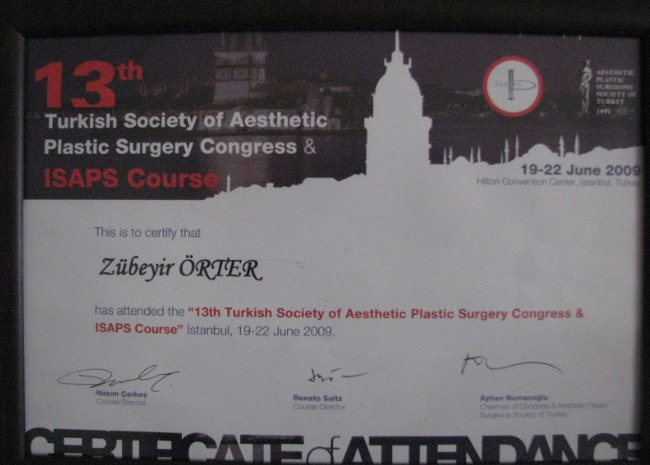 13th
Turkish Society of Aesthetic
Plastic Surgery Congress &
ISAPS Course
AESTHETIC
PLASTIC
SURGEONS
SOCIETY OF
TURKEY
19-22 June 2009
Hilton Convention Center, Istanbul, Turkey
This is to certify that
Zübeyir ÖRTER
has attended the "13th Turkish Society of Aesthetic Plastic Surgery Congress &
ISAPS Course" İstanbul, 19-22 June 2009.
Nazım Cerkes
Course Director
Renato Saltz
Course Director
Ayhan Numanoğlu
Chairman of Congress & Aesthetic Plastic
Surgeons Society of Turkey
CERTIFICATE of ATTENDANCE